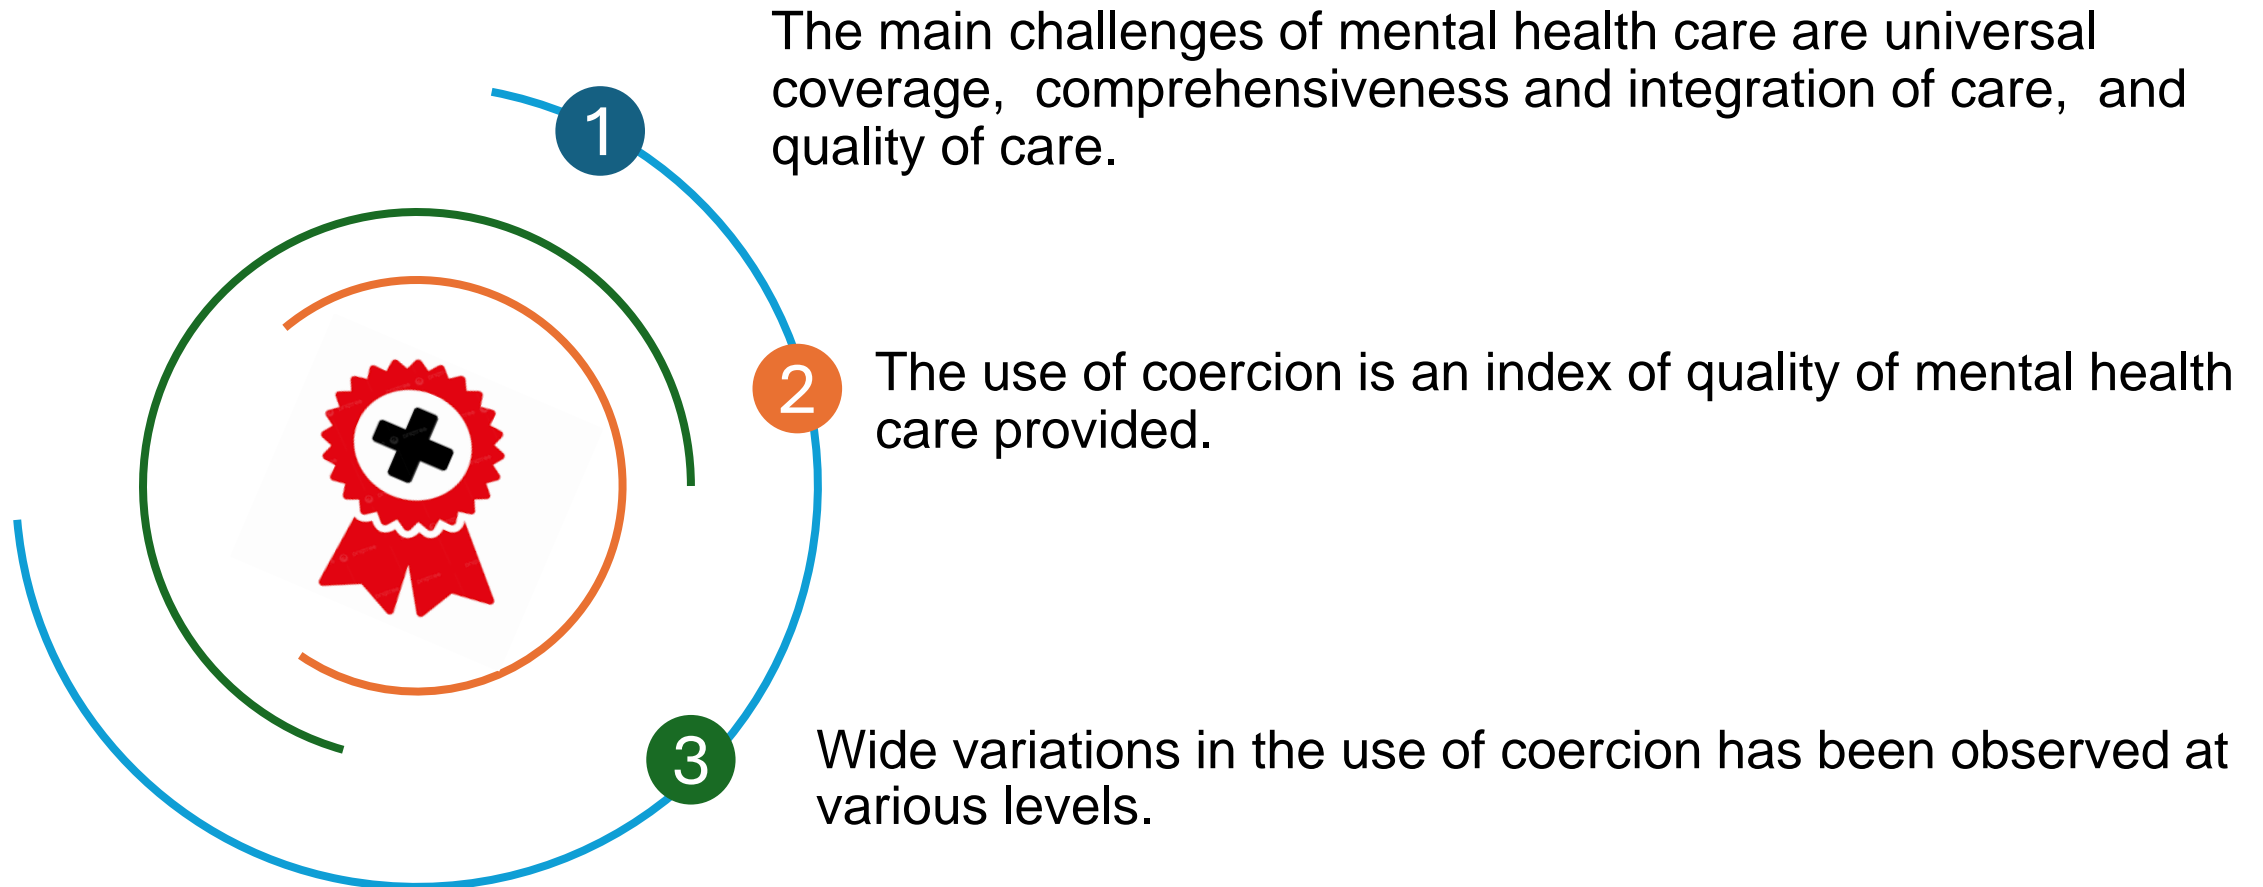 The main challenges of mental health care are universal
coverage,  comprehensiveness and integration of care,  and
quality of care.
1
2
The use of coercion is an index of quality of mental health
care provided.
3
Wide variations in the use of coercion has been observed at
various levels.